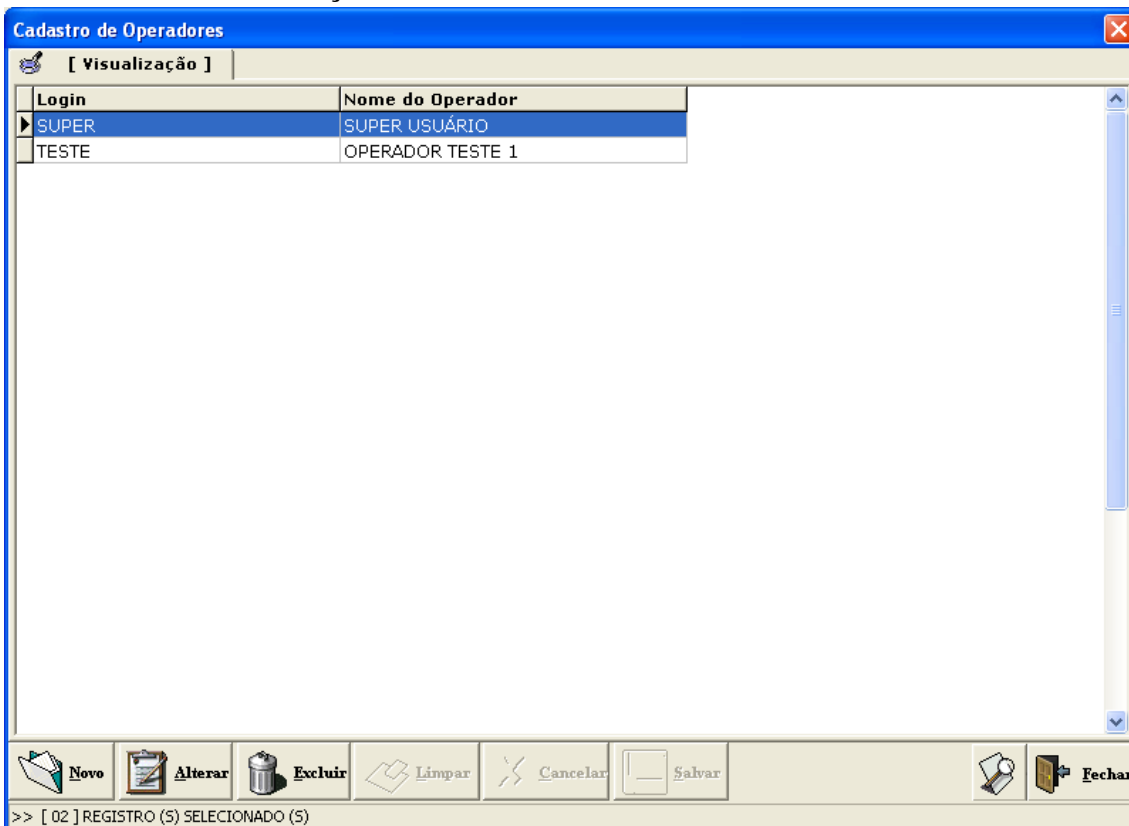 Cadastro de Operadores
[ Visualização ]
Login Nome do Operador
SUPER SUPER USUÁRIO
TESTE OPERADOR TESTE 1
Novo Alterar Excluir Limpar Cancelar Salvar Fechar
>> [ 02 ] REGISTRO (S) SELECIONADO (S)